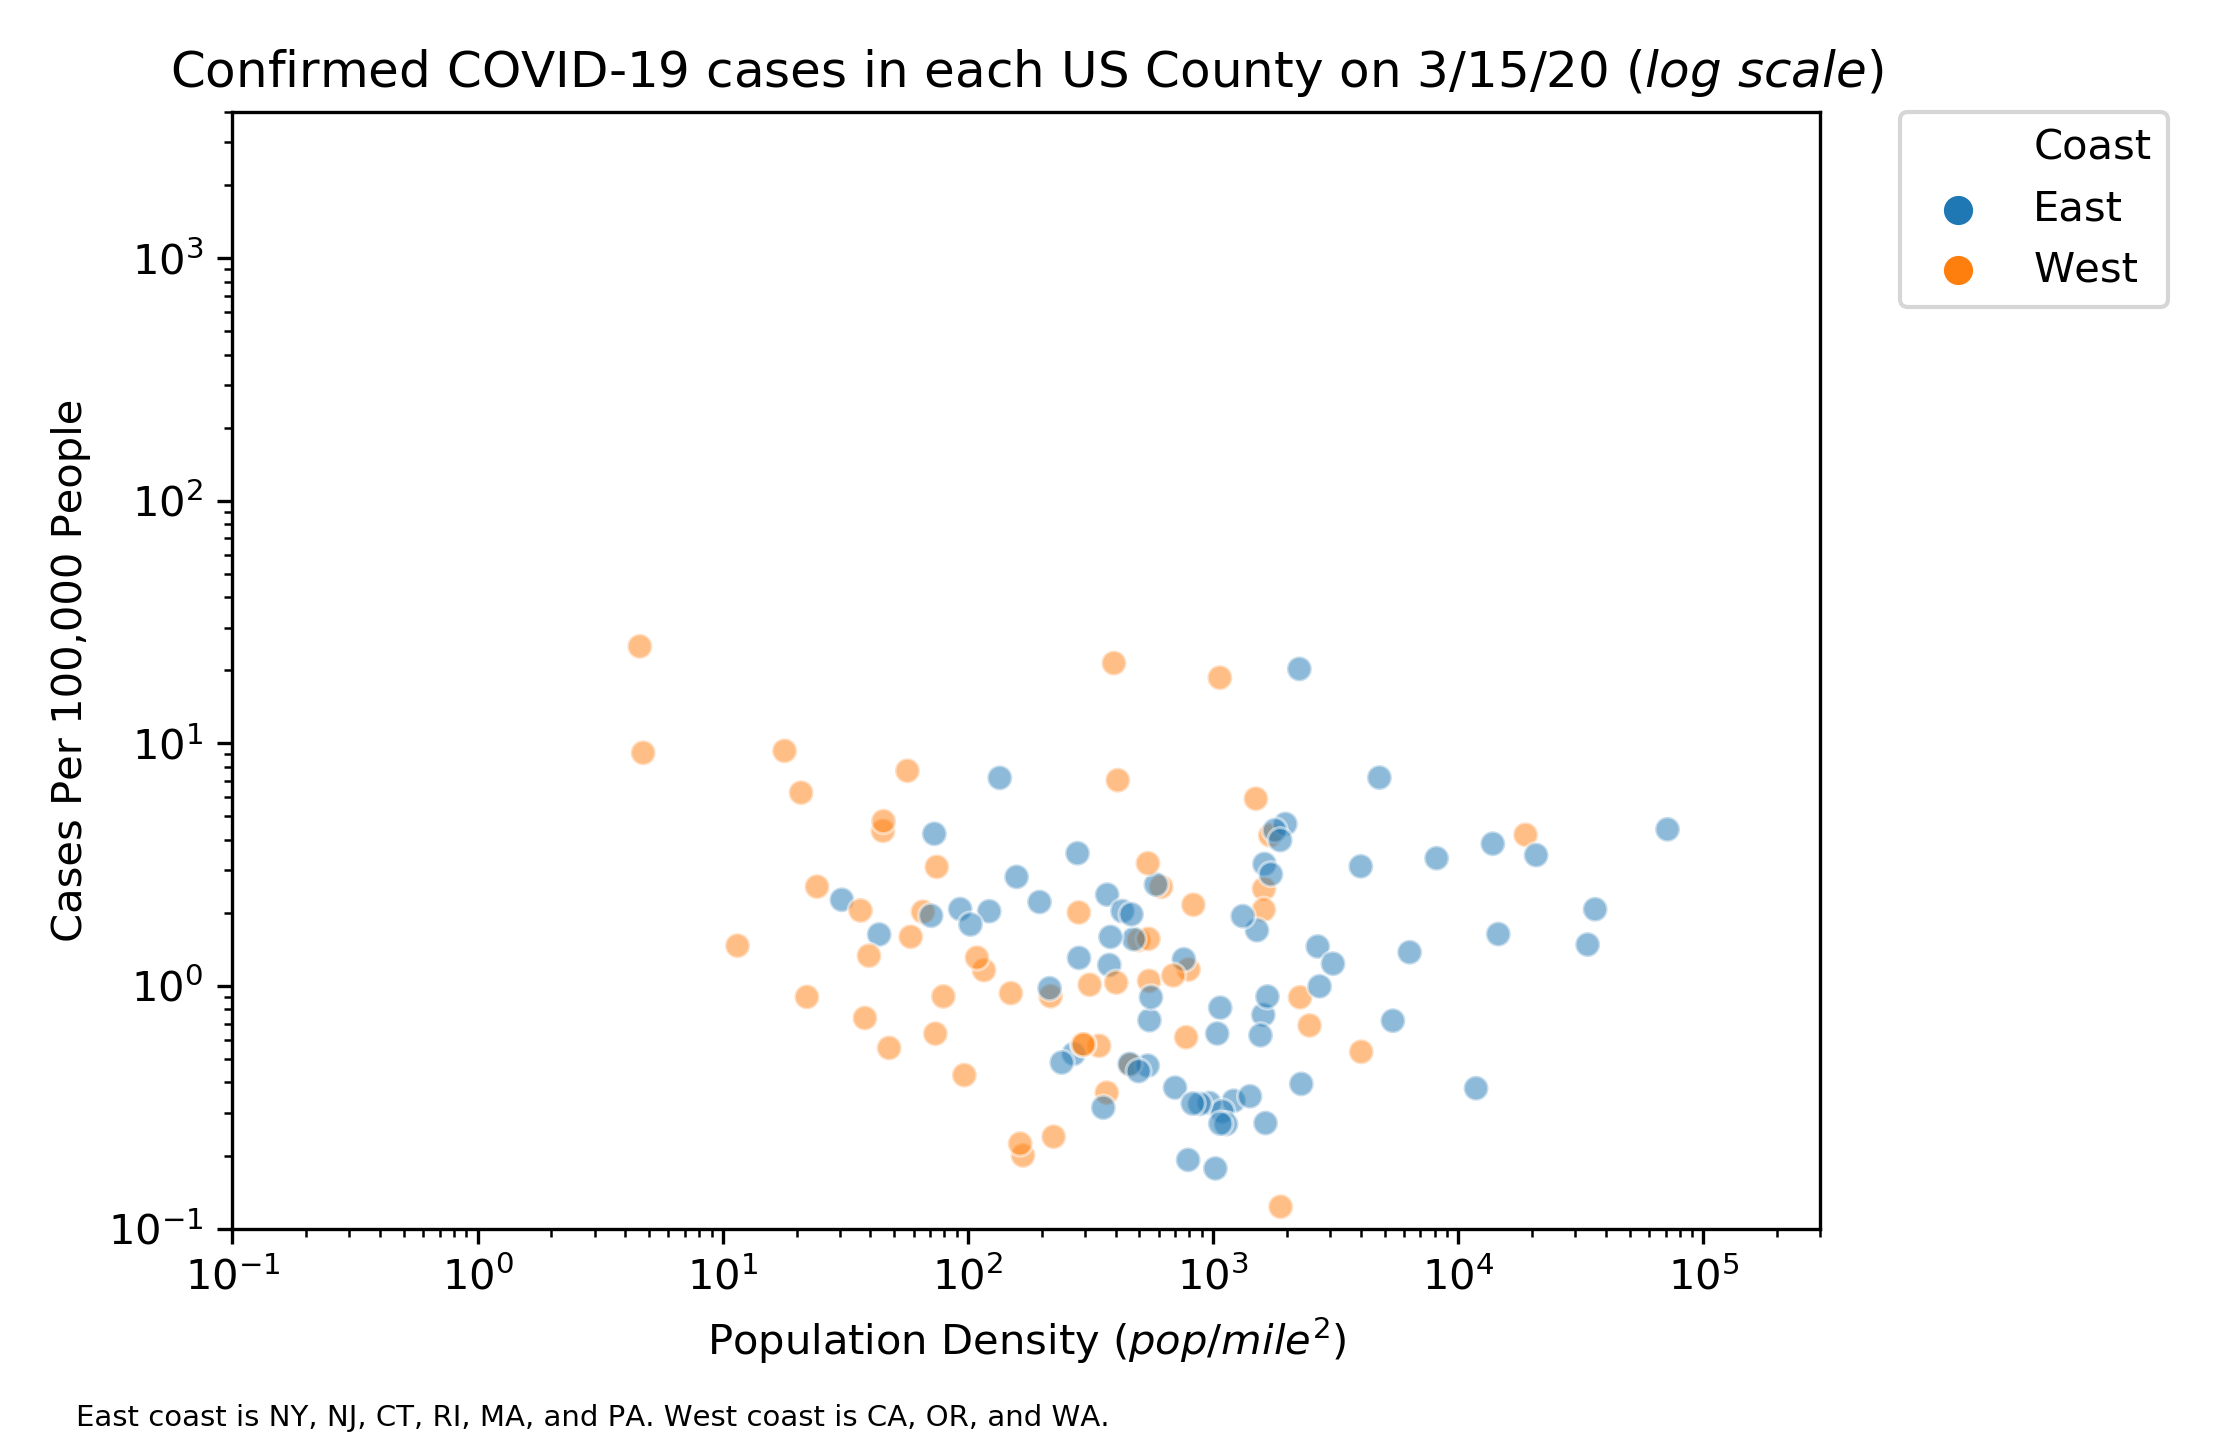 Confirmed COVID-19 cases in each US County on 3/15/20 (log scale)
Coast
East
West
Cases Per 100,000 People
10³
10²
10¹
10⁰
10⁻¹
10⁻¹ 10⁰ 10¹ 10² 10³ 10⁴ 10⁵
Population Density (pop/mile²)
East coast is NY, NJ, CT, RI, MA, and PA. West coast is CA, OR, and WA.